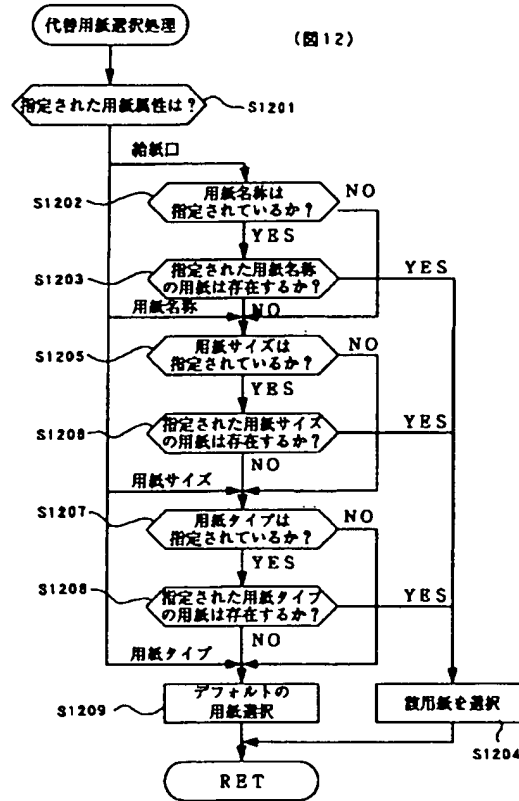 代替用紙選択処理
(図12)
指定された用紙属性は?
S1201
給紙口
S1202
用紙名称は
指定されているか?
NO
YES
S1203
指定された用紙名称
の用紙は存在するか?
YES
用紙名称
NO
S1205
用紙サイズは
指定されているか?
NO
YES
S1206
指定された用紙サイズ
の用紙は存在するか?
YES
NO
用紙サイズ
S1207
用紙タイプは
指定されているか?
NO
YES
S1208
指定された用紙タイプ
の用紙は存在するか?
YES
NO
用紙タイプ
S1209
デフォルトの
用紙選択
該用紙を選択
S1204
RET